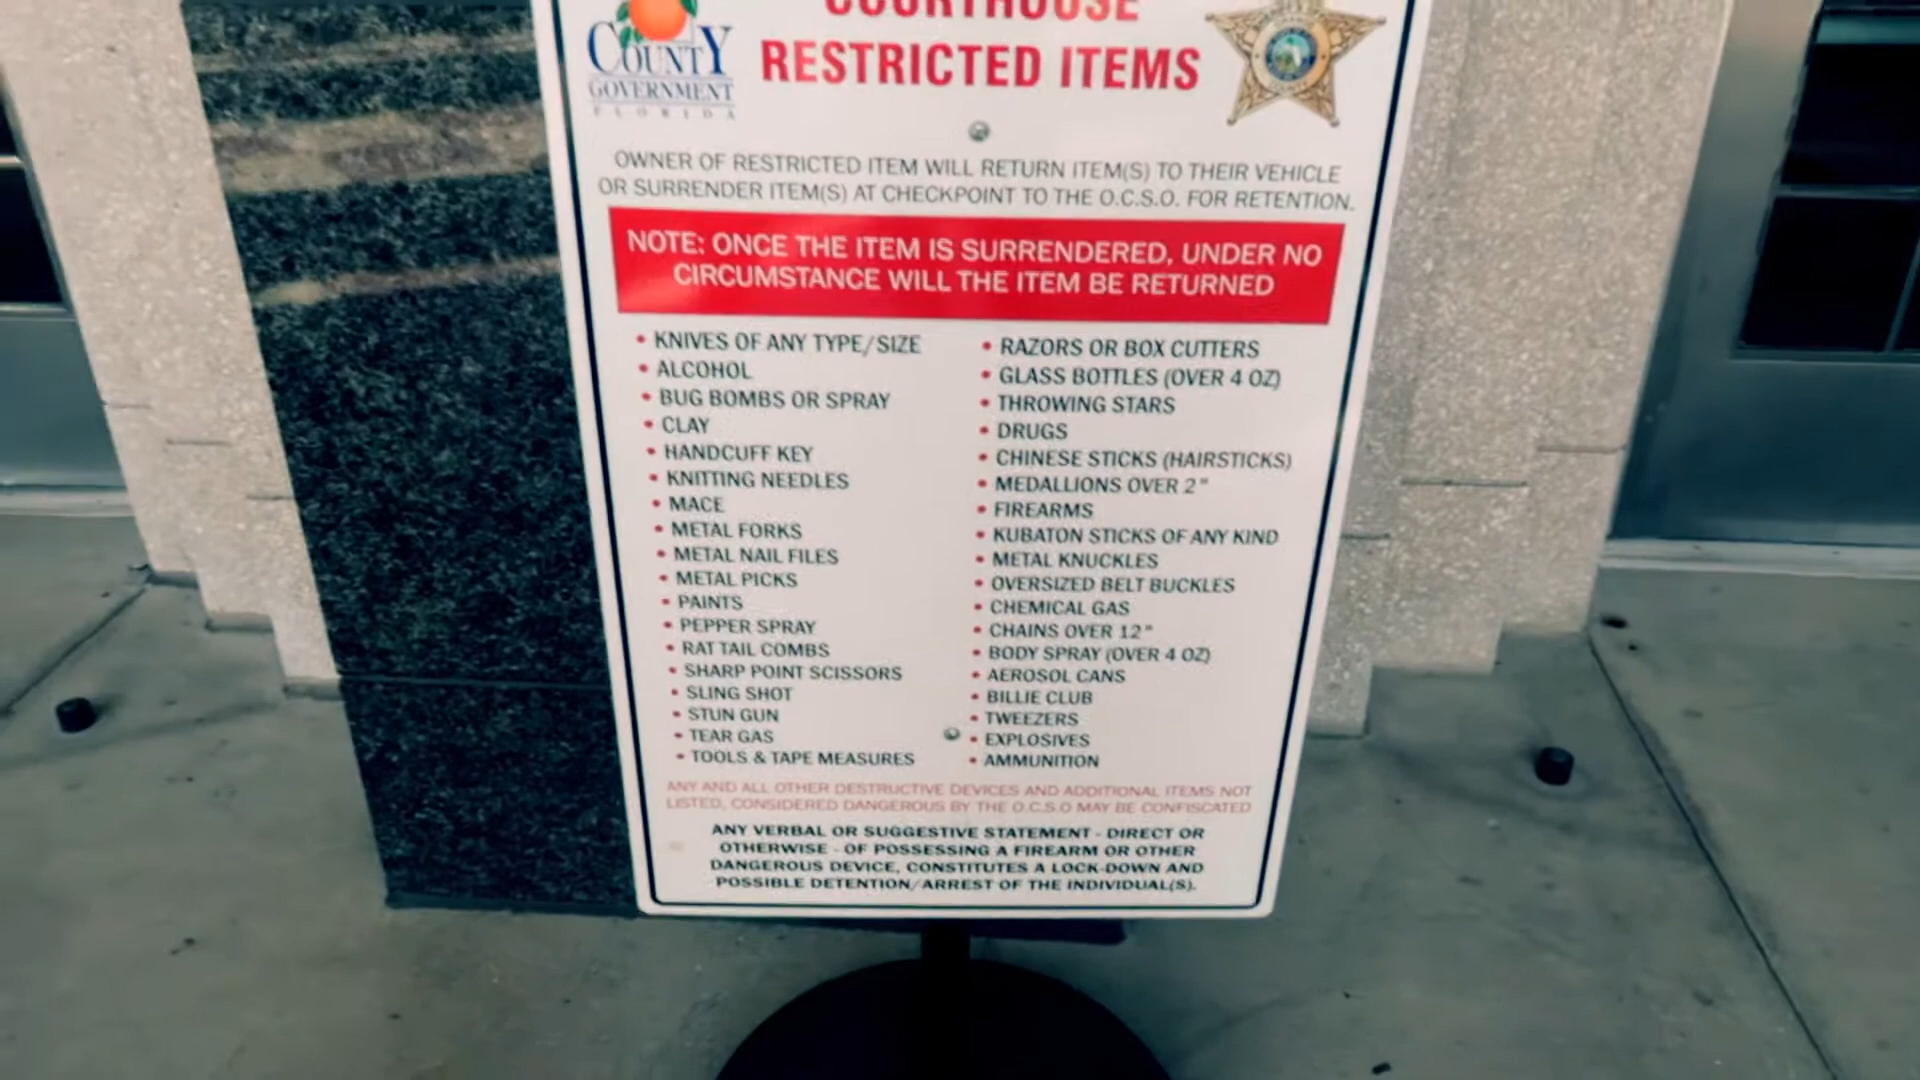 COURTHOUSE
RESTRICTED ITEMS
COUNTY
GOVERNMENT
FLORIDA
OWNER OF RESTRICTED ITEM WILL RETURN ITEM(S) TO THEIR VEHICLE
OR SURRENDER ITEM(S) AT CHECKPOINT TO THE O.C.S.O. FOR RETENTION.
NOTE: ONCE THE ITEM IS SURRENDERED, UNDER NO
CIRCUMSTANCE WILL THE ITEM BE RETURNED
• KNIVES OF ANY TYPE/SIZE
• ALCOHOL
• BUG BOMBS OR SPRAY
• CLAY
• HANDCUFF KEY
• KNITTING NEEDLES
• MACE
• METAL FORKS
• METAL NAIL FILES
• METAL PICKS
• PAINTS
• PEPPER SPRAY
• RAT TAIL COMBS
• SHARP POINT SCISSORS
• SLING SHOT
• STUN GUN
• TEAR GAS
• TOOLS & TAPE MEASURES
• RAZORS OR BOX CUTTERS
• GLASS BOTTLES (OVER 4 OZ)
• THROWING STARS
• DRUGS
• CHINESE STICKS (HAIRSTICKS)
• MEDALLIONS OVER 2"
• FIREARMS
• KUBATON STICKS OF ANY KIND
• METAL KNUCKLES
• OVERSIZED BELT BUCKLES
• CHEMICAL GAS
• CHAINS OVER 12"
• BODY SPRAY (OVER 4 OZ)
• AEROSOL CANS
• BILLIE CLUB
• TWEEZERS
• EXPLOSIVES
• AMMUNITION
ANY AND ALL OTHER DESTRUCTIVE DEVICES AND ADDITIONAL ITEMS NOT
LISTED, CONSIDERED DANGEROUS BY THE O.C.S.O MAY BE CONFISCATED
ANY VERBAL OR SUGGESTIVE STATEMENT - DIRECT OR
OTHERWISE - OF POSSESSING A FIREARM OR OTHER
DANGEROUS DEVICE, CONSTITUTES A LOCK-DOWN AND
POSSIBLE DETENTION/ARREST OF THE INDIVIDUAL(S).